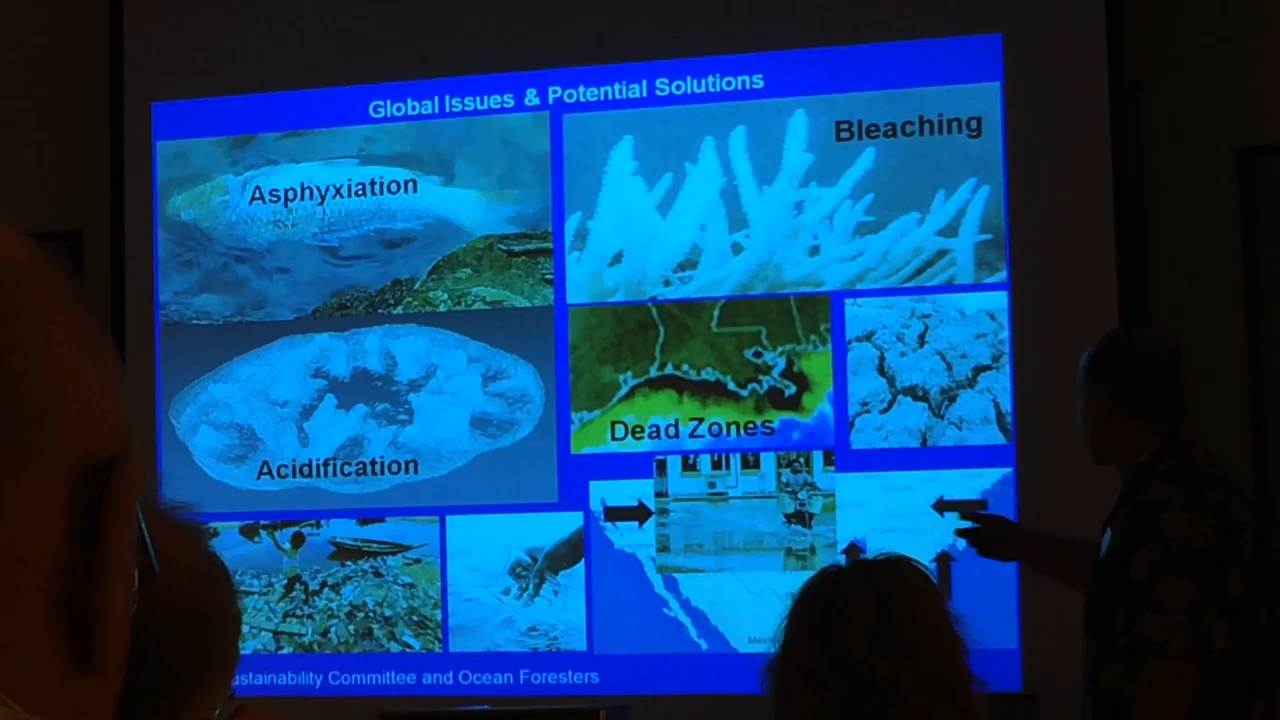 Global Issues & Potential Solutions
Asphyxiation
Bleaching
Acidification
Dead Zones
ustainability Committee and Ocean Foresters